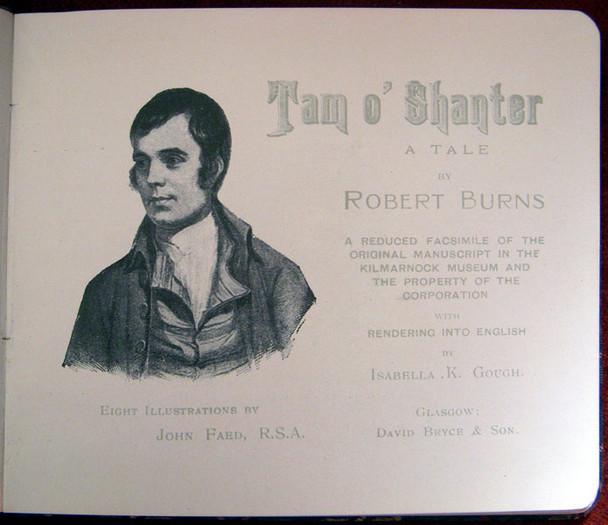 Tam o' Shanter
A TALE
BY
ROBERT BURNS
A REDUCED FACSIMILE OF THE
ORIGINAL MANUSCRIPT IN THE
KILMARNOCK MUSEUM AND
THE PROPERTY OF THE
CORPORATION
WITH
RENDERING INTO ENGLISH
BY
ISABELLA .K. GOUGH.
EIGHT ILLUSTRATIONS BY
JOHN FAED, R.S.A.
GLASGOW:
DAVID BRYCE & SON.